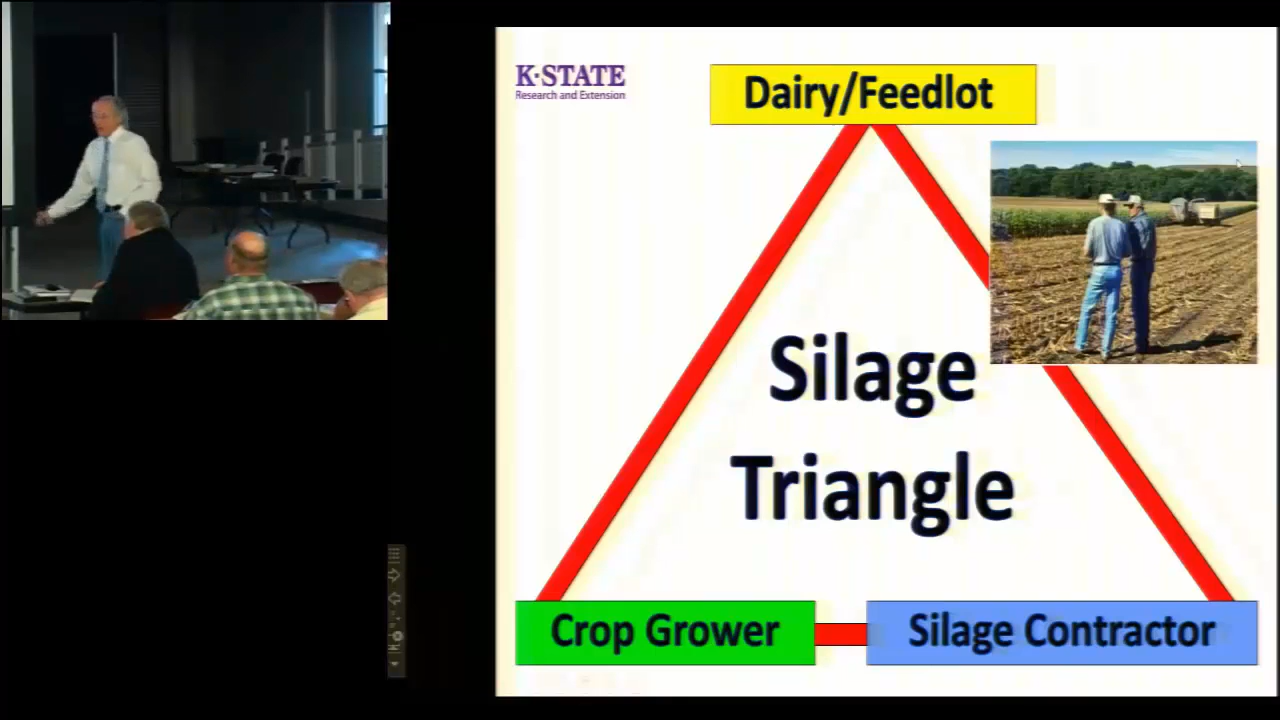 K·STATE
Research and Extension
Dairy/Feedlot
Silage
Triangle
Crop Grower
Silage Contractor